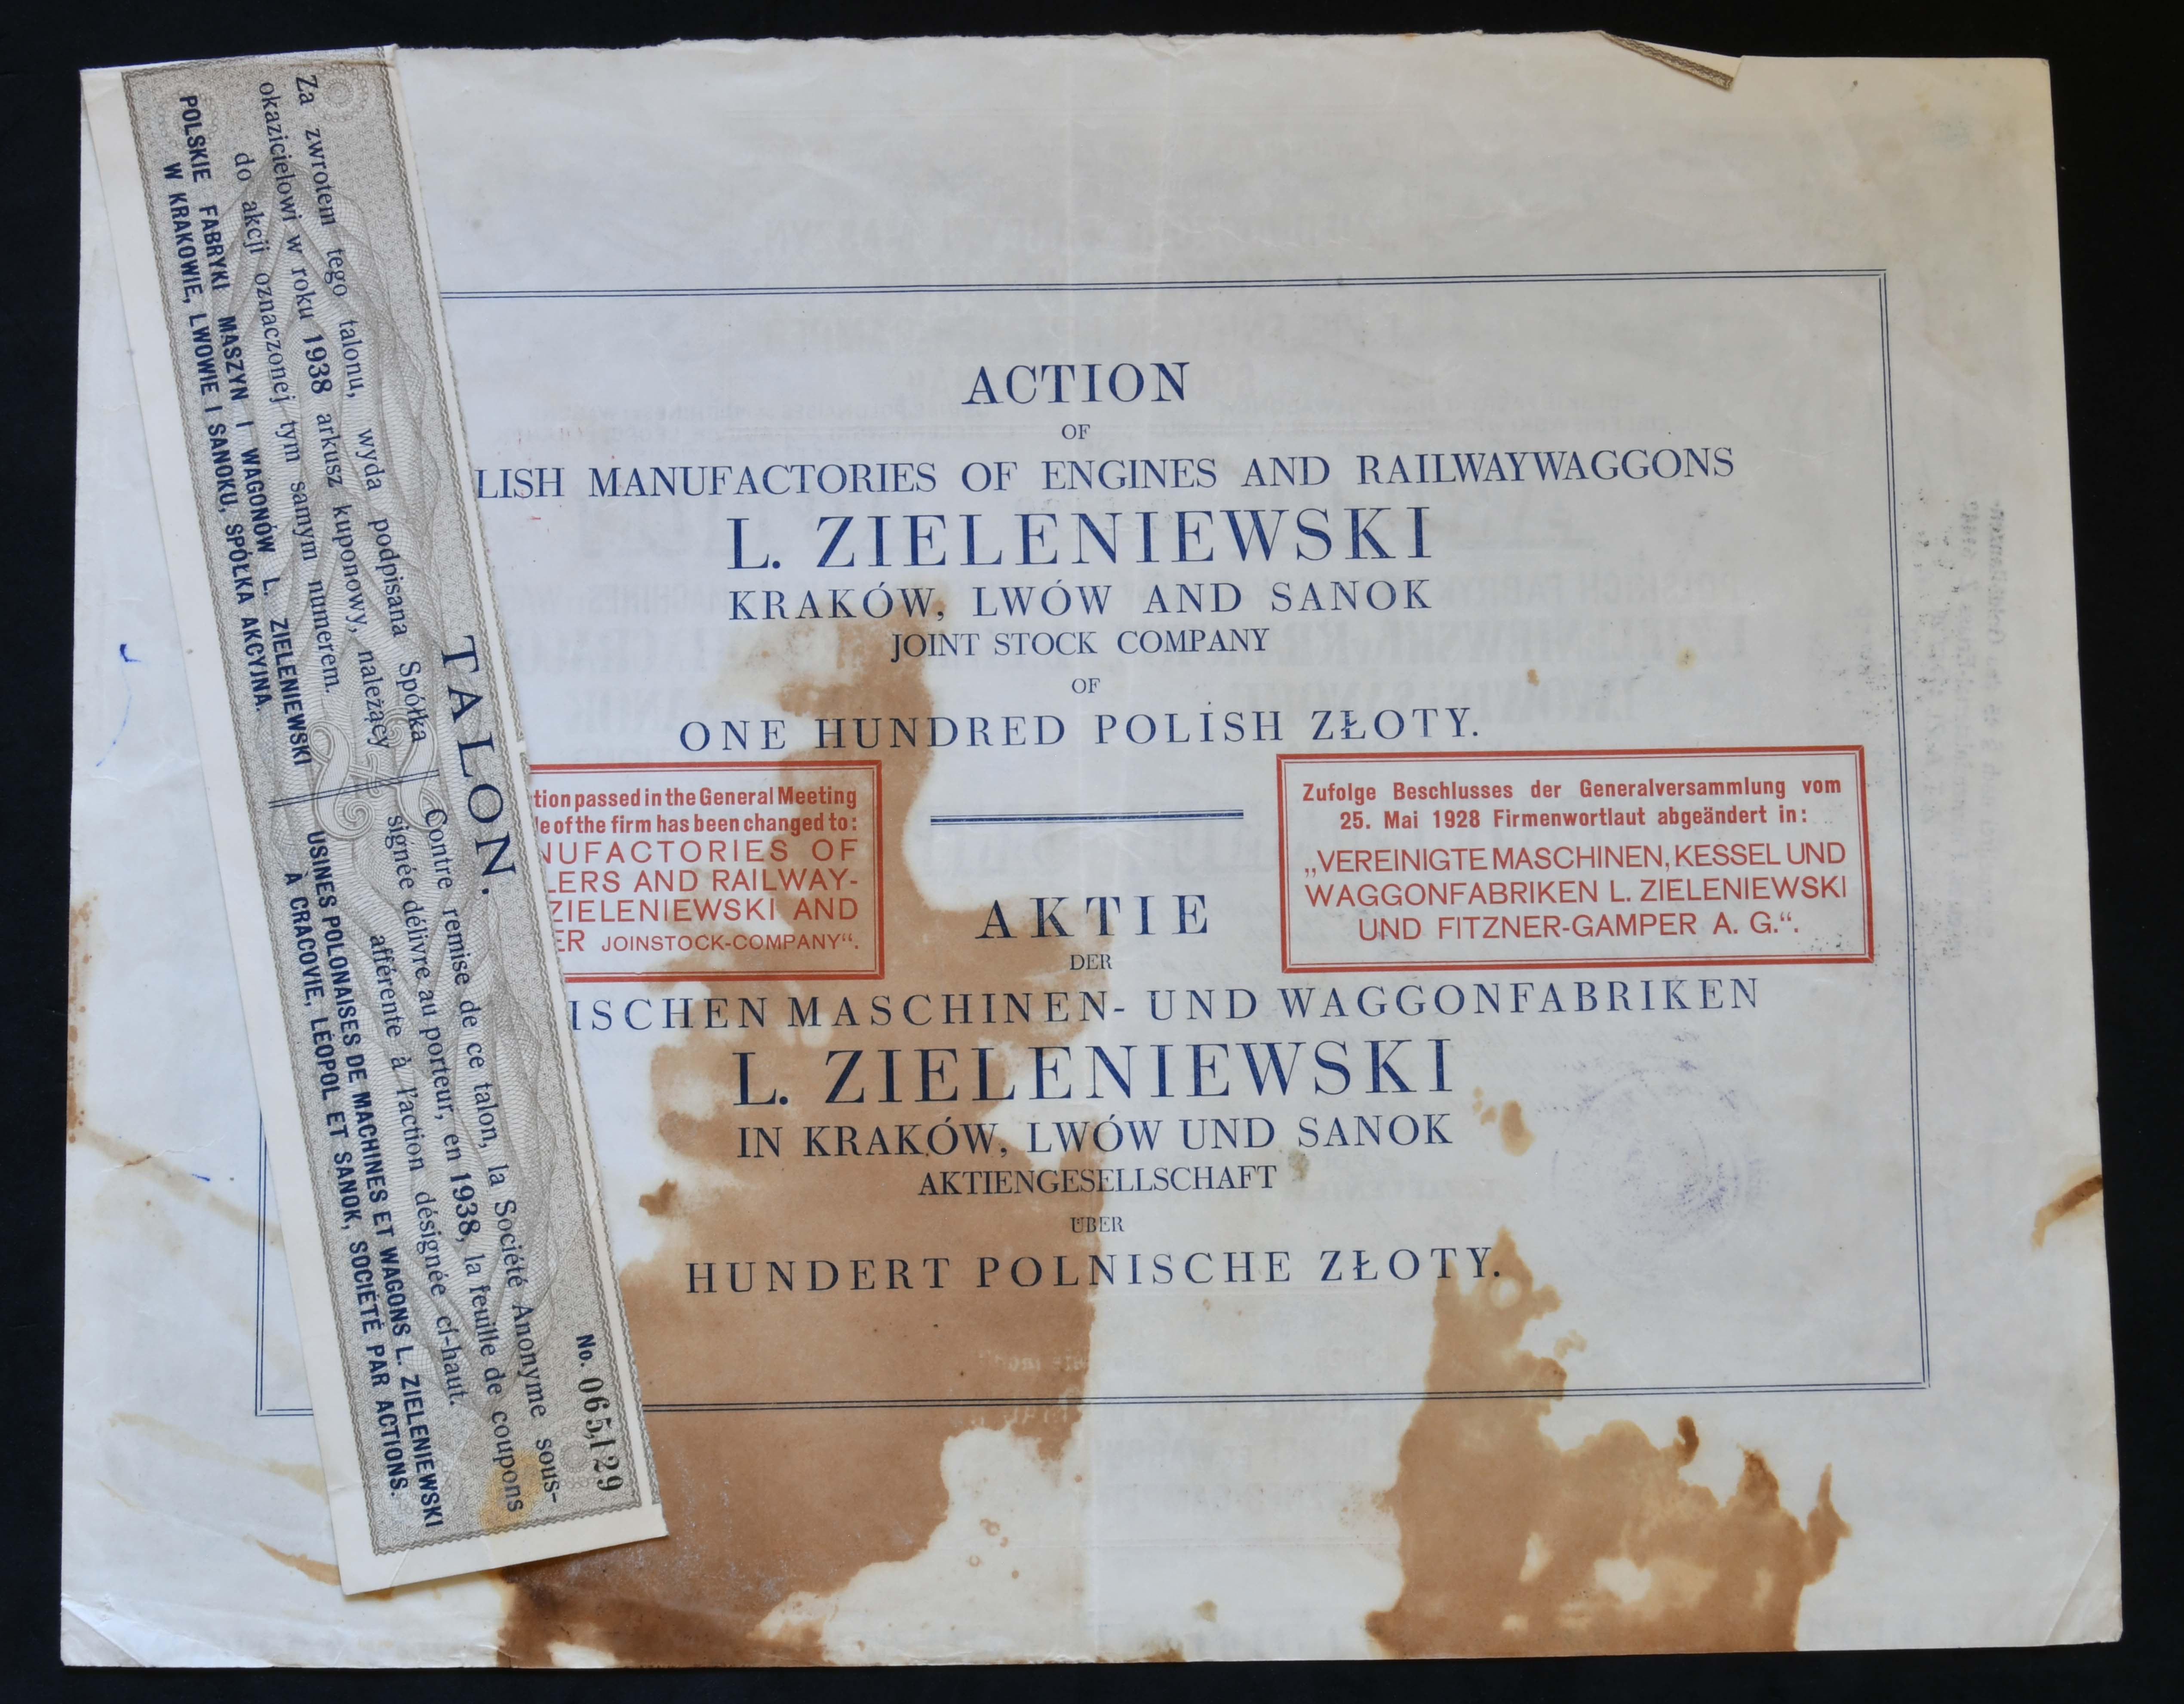 ACTION
OF
LISH MANUFACTORIES OF ENGINES AND RAILWAYWAGGONS
L. ZIELENIEWSKI
KRAKÓW, LWÓW AND SANOK
JOINT STOCK COMPANY
OF
ONE HUNDRED POLISH ZŁOTY.
tion passed in the General Meeting
le of the firm has been changed to:
NUFACTORIES OF
LERS AND RAILWAY-
ZIELENIEWSKI AND
ER JOINSTOCK-COMPANY“.
Zufolge Beschlusses der Generalversammlung vom
25. Mai 1928 Firmenwortlaut abgeändert in:
„VEREINIGTE MASCHINEN, KESSEL UND
WAGGONFABRIKEN L. ZIELENIEWSKI
UND FITZNER-GAMPER A. G.“.
AKTIE
DER
ISCHEN MASCHINEN- UND WAGGONFABRIKEN
L. ZIELENIEWSKI
IN KRAKÓW, LWÓW UND SANOK
AKTIENGESELLSCHAFT
ÜBER
HUNDERT POLNISCHE ZŁOTY.
No. 065,129
TALON.
Za zwrotem tego talonu, wyda podpisana Spółka
okazicielowi w roku 1938 arkusz kuponowy, należący
do akcji oznaczonej tym samym numerem.
POLSKIE FABRYKI MASZYN I WAGONÓW L. ZIELENIEWSKI
W KRAKOWIE, LWOWIE I SANOKU, SPÓŁKA AKCYJNA.
Contre remise de ce talon, la Société Anonyme sous-
signée délivre au porteur, en 1938, la feuille de coupons
afférente à l'action désignée ci-haut.
USINES POLONAISES DE MACHINES ET WAGONS L. ZIELENIEWSKI
À CRACOVIE, LÉOPOL ET SANOK, SOCIÉTÉ PAR ACTIONS.